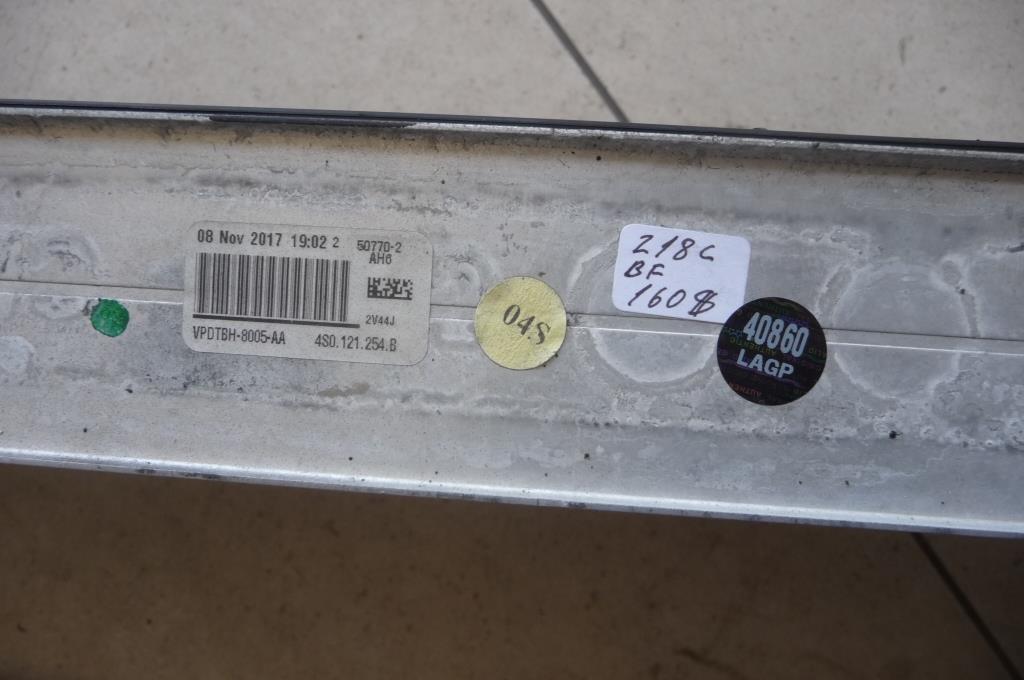 08 Nov 2017 19:02 2
50770-2
AH6
2V44J
VPDTBH-8005-AA
4S0.121.254.B
04S
218C
BF
160$
40860
LAGP